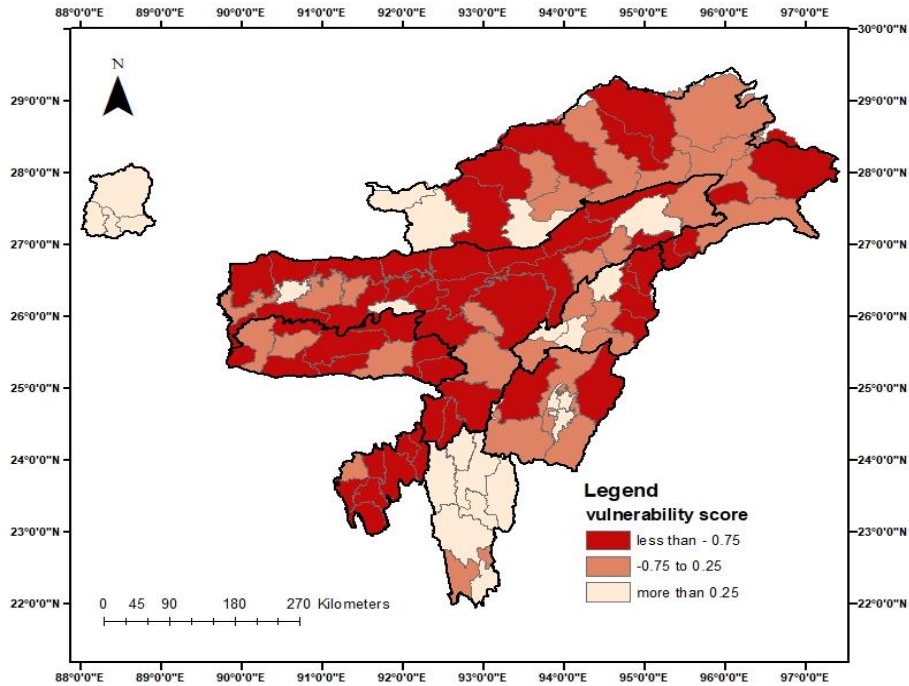 88°0'0"E 89°0'0"E 90°0'0"E 91°0'0"E 92°0'0"E 93°0'0"E 94°0'0"E 95°0'0"E 96°0'0"E 97°0'0"E
30°0'0"N
N
29°0'0"N 29°0'0"N
28°0'0"N 28°0'0"N
27°0'0"N 27°0'0"N
26°0'0"N 26°0'0"N
25°0'0"N 25°0'0"N
24°0'0"N 24°0'0"N
Legend
vulnerability score
23°0'0"N 23°0'0"N
less than - 0.75
-0.75 to 0.25
22°0'0"N more than 0.25 22°0'0"N
0 45 90 180 270 Kilometers
88°0'0"E 89°0'0"E 90°0'0"E 91°0'0"E 92°0'0"E 93°0'0"E 94°0'0"E 95°0'0"E 96°0'0"E 97°0'0"E